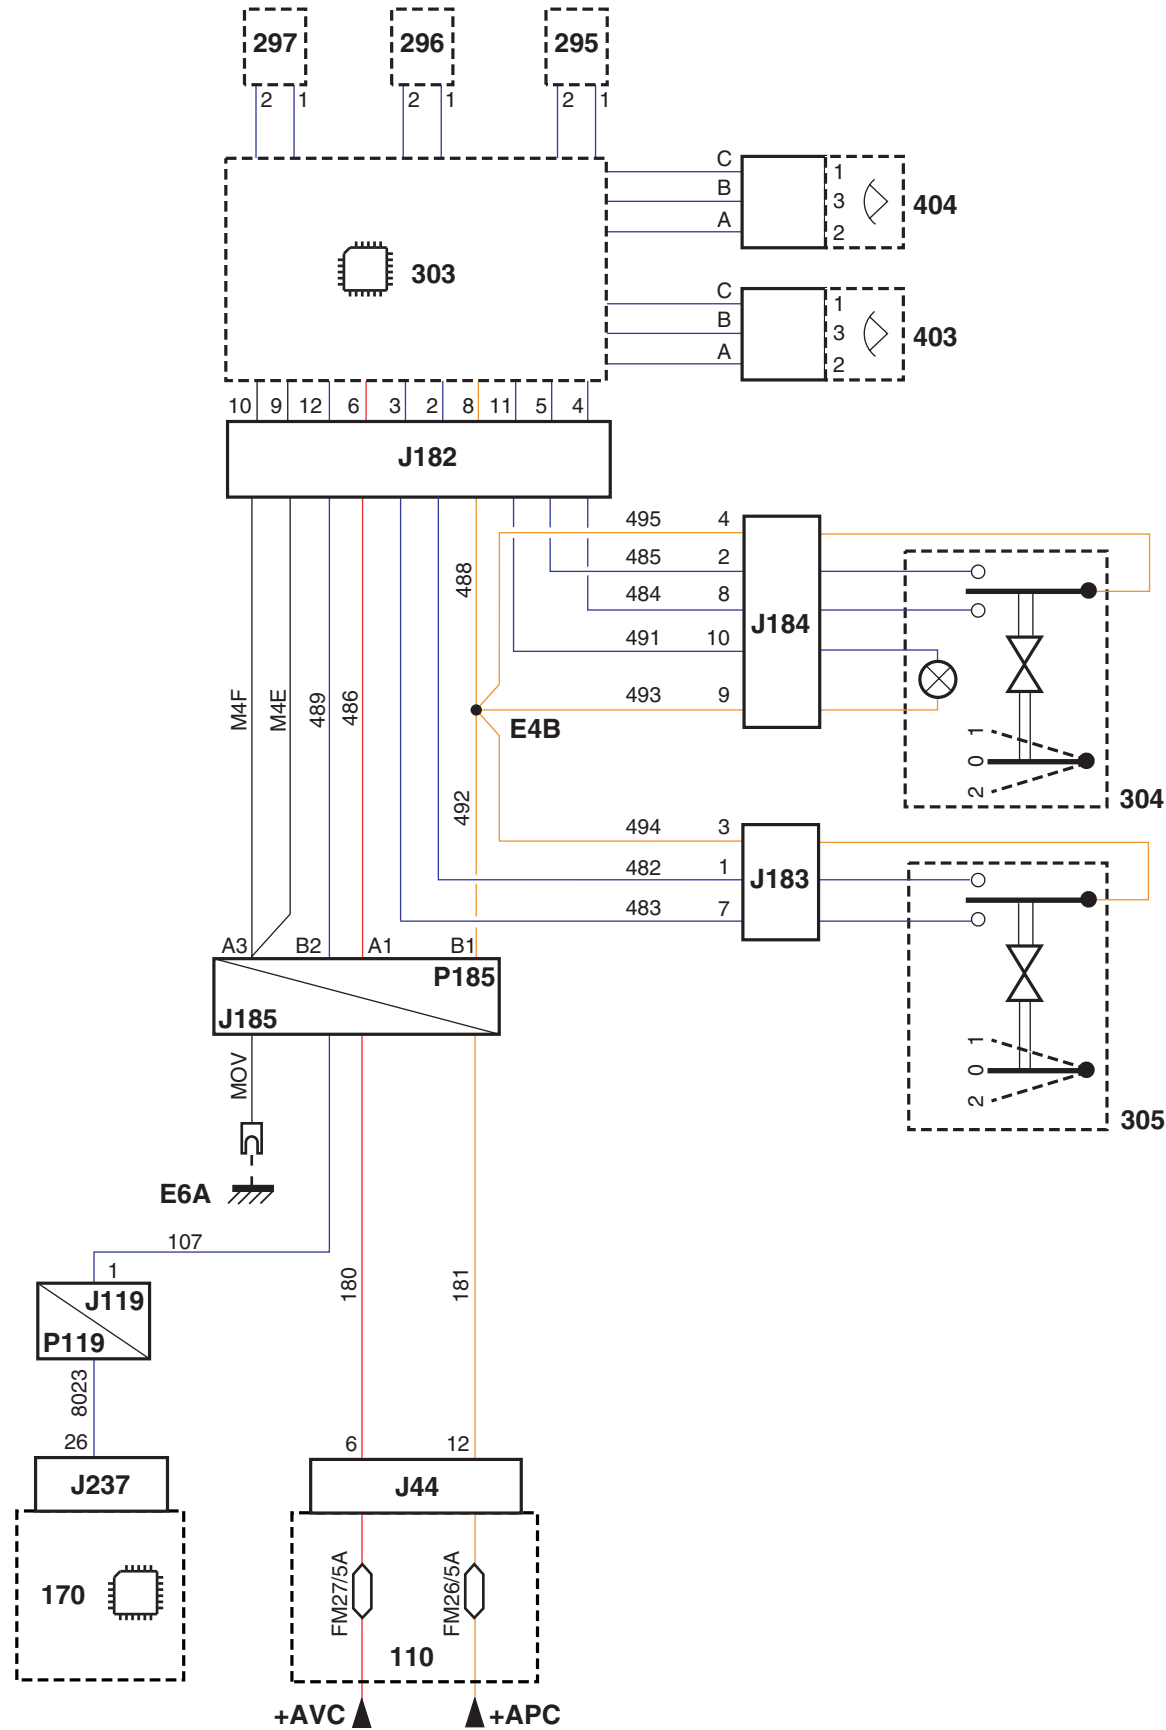 297 296 295
2 1 2 1 2 1
C 1
B 3 404
A 2
303
C 1
B 3 403
A 2
10 9 12 6 3 2 8 11 5 4
J182
495 4
485 2
488
484 8
J184
491 10
M4F M4E 489 486
493 9
E4B
1
0
2
304
492
494 3
482 1
J183
483 7
A3 B2 A1 B1
P185
J185
1
0
2
305
MOV
E6A
107
1
J119
P119
180 181
8023
26 6 12
J237 J44
FM27/5A FM26/5A
170
110
+AVC +APC